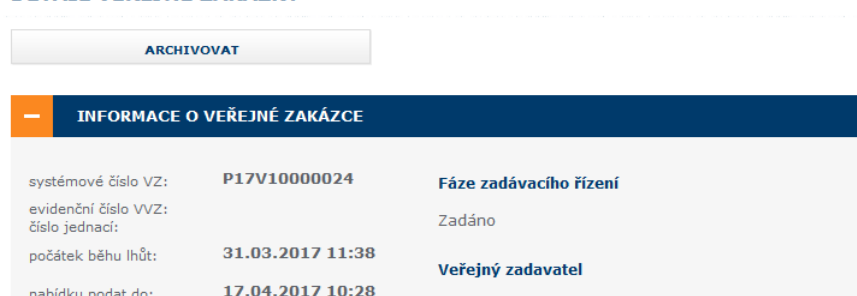 ARCHIVOVAT
INFORMACE O VEŘEJNÉ ZAKÁZCE
systémové číslo VZ: P17V10000024
Fáze zadávacího řízení
evidenční číslo VVZ:
číslo jednací:
Zadáno
počátek běhu lhůt: 31.03.2017 11:38
Veřejný zadavatel
nabídku podat do: 17.04.2017 10:28